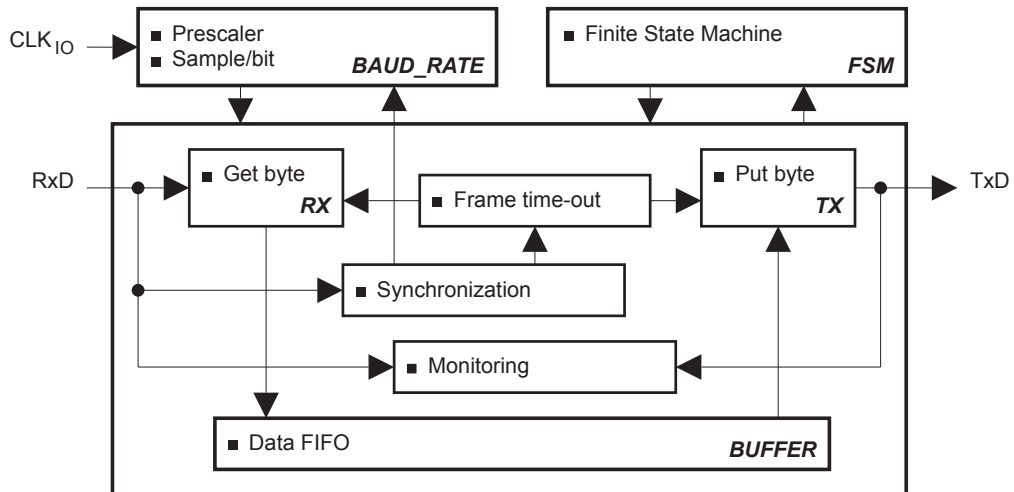 CLK IO
▪ Prescaler
▪ Sample/bit
BAUD_RATE
▪ Finite State Machine
FSM
RxD
▪ Get byte
RX
▪ Frame time-out
▪ Put byte
TX
TxD
▪ Synchronization
▪ Monitoring
▪ Data FIFO
BUFFER